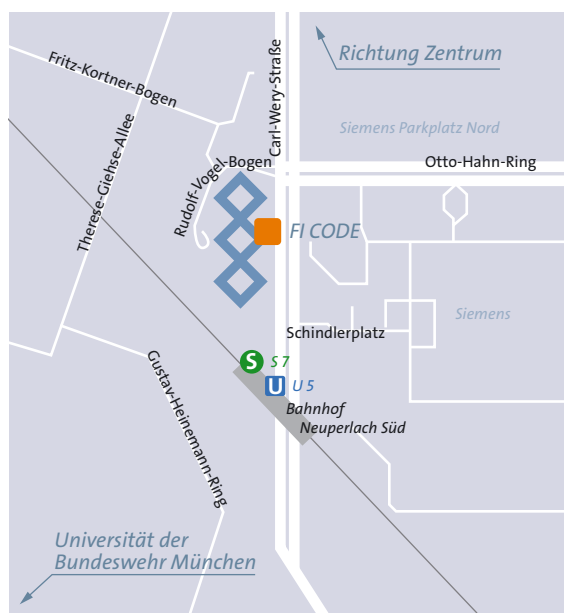 Richtung Zentrum
Fritz-Kortner-Bogen
Carl-Wery-Straße
Siemens Parkplatz Nord
Otto-Hahn-Ring
Rudolf-Vogel-Bogen
Therese-Giehse-Allee
FI CODE
Siemens
Schindlerplatz
S S 7
U U 5
Bahnhof
Neuperlach Süd
Gustav-Heinemann-Ring
Universität der
Bundeswehr München